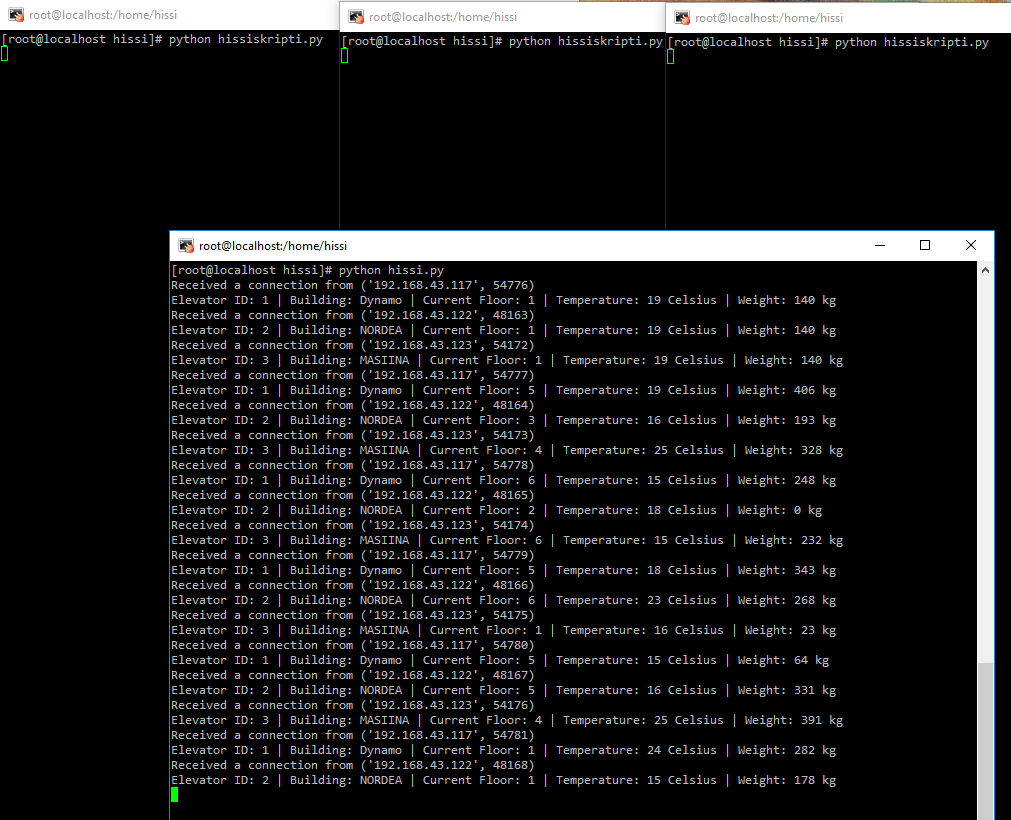 root@localhost:/home/hissi
[root@localhost hissi]# python hissiskripti.py
root@localhost:/home/hissi
[root@localhost hissi]# python hissiskripti.py
root@localhost:/home/hissi
[root@localhost hissi]# python hissiskripti.py
root@localhost:/home/hissi
[root@localhost hissi]# python hissi.py
Received a connection from ('192.168.43.117', 54776)
Elevator ID: 1 | Building: Dynamo | Current Floor: 1 | Temperature: 19 Celsius | Weight: 140 kg
Received a connection from ('192.168.43.122', 48163)
Elevator ID: 2 | Building: NORDEA | Current Floor: 1 | Temperature: 19 Celsius | Weight: 140 kg
Received a connection from ('192.168.43.123', 54172)
Elevator ID: 3 | Building: MASIINA | Current Floor: 1 | Temperature: 19 Celsius | Weight: 140 kg
Received a connection from ('192.168.43.117', 54777)
Elevator ID: 1 | Building: Dynamo | Current Floor: 5 | Temperature: 19 Celsius | Weight: 406 kg
Received a connection from ('192.168.43.122', 48164)
Elevator ID: 2 | Building: NORDEA | Current Floor: 3 | Temperature: 16 Celsius | Weight: 193 kg
Received a connection from ('192.168.43.123', 54173)
Elevator ID: 3 | Building: MASIINA | Current Floor: 4 | Temperature: 25 Celsius | Weight: 328 kg
Received a connection from ('192.168.43.117', 54778)
Elevator ID: 1 | Building: Dynamo | Current Floor: 6 | Temperature: 15 Celsius | Weight: 248 kg
Received a connection from ('192.168.43.122', 48165)
Elevator ID: 2 | Building: NORDEA | Current Floor: 2 | Temperature: 18 Celsius | Weight: 0 kg
Received a connection from ('192.168.43.123', 54174)
Elevator ID: 3 | Building: MASIINA | Current Floor: 6 | Temperature: 15 Celsius | Weight: 232 kg
Received a connection from ('192.168.43.117', 54779)
Elevator ID: 1 | Building: Dynamo | Current Floor: 5 | Temperature: 18 Celsius | Weight: 343 kg
Received a connection from ('192.168.43.122', 48166)
Elevator ID: 2 | Building: NORDEA | Current Floor: 6 | Temperature: 23 Celsius | Weight: 268 kg
Received a connection from ('192.168.43.123', 54175)
Elevator ID: 3 | Building: MASIINA | Current Floor: 1 | Temperature: 16 Celsius | Weight: 23 kg
Received a connection from ('192.168.43.117', 54780)
Elevator ID: 1 | Building: Dynamo | Current Floor: 5 | Temperature: 15 Celsius | Weight: 64 kg
Received a connection from ('192.168.43.122', 48167)
Elevator ID: 2 | Building: NORDEA | Current Floor: 5 | Temperature: 16 Celsius | Weight: 331 kg
Received a connection from ('192.168.43.123', 54176)
Elevator ID: 3 | Building: MASIINA | Current Floor: 4 | Temperature: 25 Celsius | Weight: 391 kg
Received a connection from ('192.168.43.117', 54781)
Elevator ID: 1 | Building: Dynamo | Current Floor: 1 | Temperature: 24 Celsius | Weight: 282 kg
Received a connection from ('192.168.43.122', 48168)
Elevator ID: 2 | Building: NORDEA | Current Floor: 1 | Temperature: 15 Celsius | Weight: 178 kg